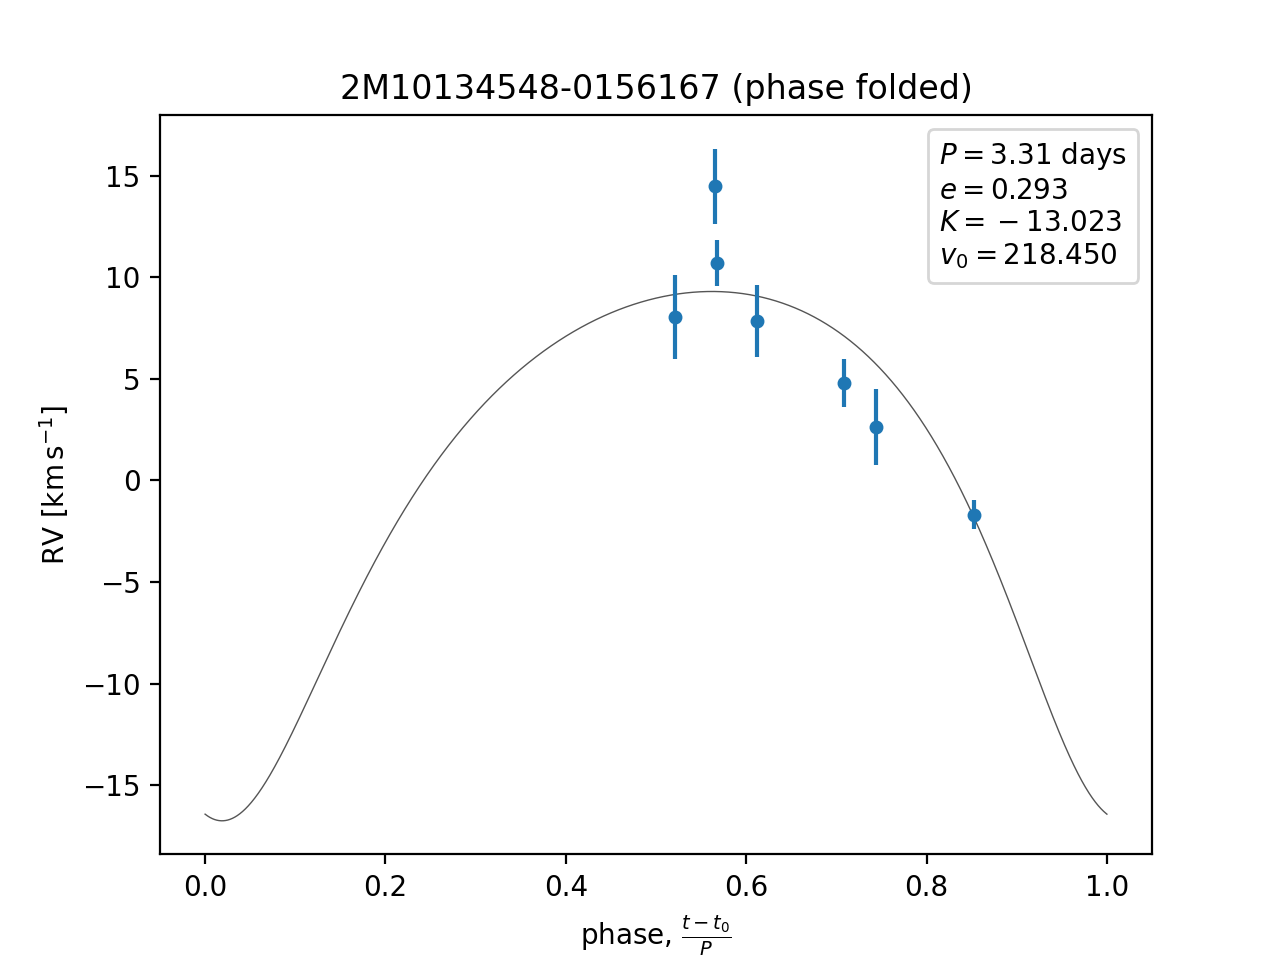 2M10134548-0156167 (phase folded)
P = 3.31 days
e = 0.293
K = −13.023
v₀ = 218.450
15
10
5
0
−5
−10
−15
RV [km s⁻¹]
0.0 0.2 0.4 0.6 0.8 1.0
phase, (t − t₀)/P